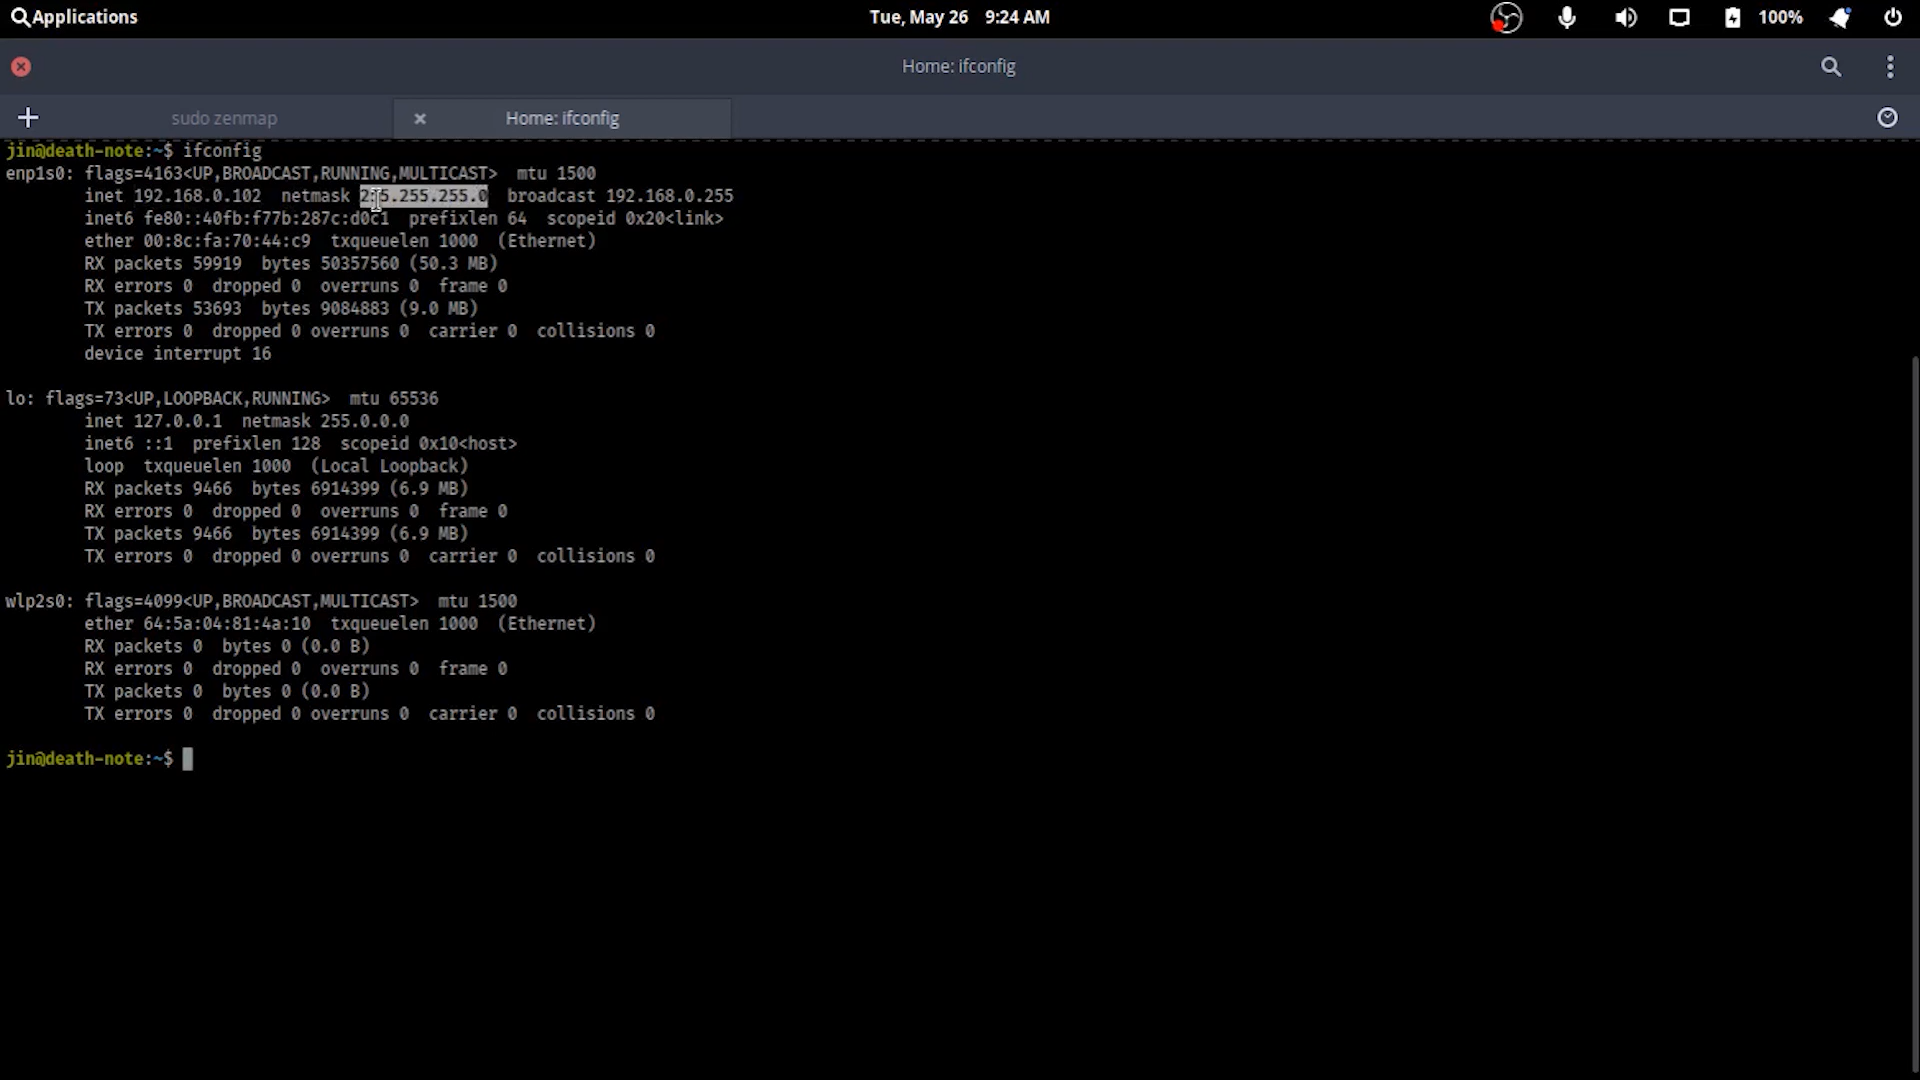 Applications
Tue, May 26 9:24 AM
100%
Home: ifconfig
sudo zenmap
Home: ifconfig
jin@death-note:~$ ifconfig
enp1s0: flags=4163<UP,BROADCAST,RUNNING,MULTICAST> mtu 1500
inet 192.168.0.102 netmask 255.255.255.0 broadcast 192.168.0.255
inet6 fe80::40fb:f77b:287c:d0c1 prefixlen 64 scopeid 0x20<link>
ether 00:8c:fa:70:44:c9 txqueuelen 1000 (Ethernet)
RX packets 59919 bytes 50357560 (50.3 MB)
RX errors 0 dropped 0 overruns 0 frame 0
TX packets 53693 bytes 9084883 (9.0 MB)
TX errors 0 dropped 0 overruns 0 carrier 0 collisions 0
device interrupt 16
lo: flags=73<UP,LOOPBACK,RUNNING> mtu 65536
inet 127.0.0.1 netmask 255.0.0.0
inet6 ::1 prefixlen 128 scopeid 0x10<host>
loop txqueuelen 1000 (Local Loopback)
RX packets 9466 bytes 6914399 (6.9 MB)
RX errors 0 dropped 0 overruns 0 frame 0
TX packets 9466 bytes 6914399 (6.9 MB)
TX errors 0 dropped 0 overruns 0 carrier 0 collisions 0
wlp2s0: flags=4099<UP,BROADCAST,MULTICAST> mtu 1500
ether 64:5a:04:81:4a:10 txqueuelen 1000 (Ethernet)
RX packets 0 bytes 0 (0.0 B)
RX errors 0 dropped 0 overruns 0 frame 0
TX packets 0 bytes 0 (0.0 B)
TX errors 0 dropped 0 overruns 0 carrier 0 collisions 0
jin@death-note:~$